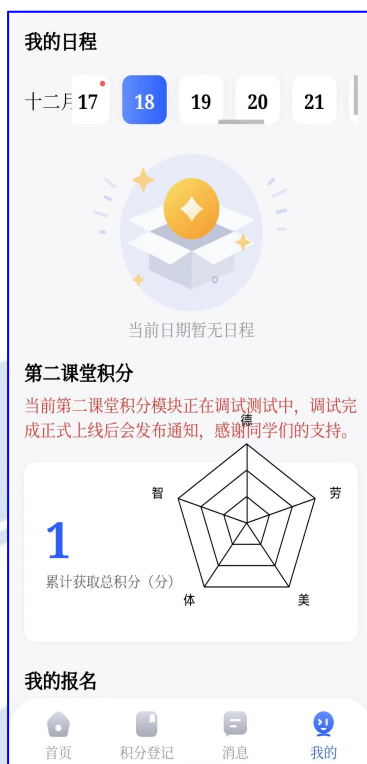 我的日程
十二月 17 18 19 20 21
当前日期暂无日程
第二课堂积分
当前第二课堂积分模块正在调试测试中，调试完
成正式上线后会发布通知，感谢同学们的支持。
德
智 劳
1
累计获取总积分（分）
体 美
我的报名
首页 积分登记 消息 我的